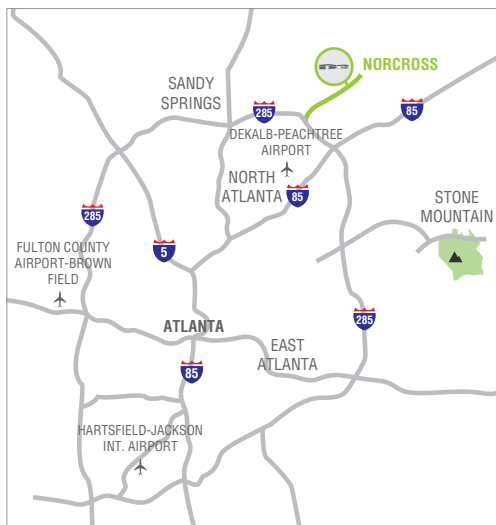 NORCROSS
SANDY
SPRINGS
285
85
DEKALB-PEACHTREE
AIRPORT
NORTH
ATLANTA
85
STONE
MOUNTAIN
285
FULTON COUNTY
AIRPORT-BROWN
FIELD
5
285
ATLANTA
EAST
ATLANTA
85
HARTSFIELD-JACKSON
INT. AIRPORT